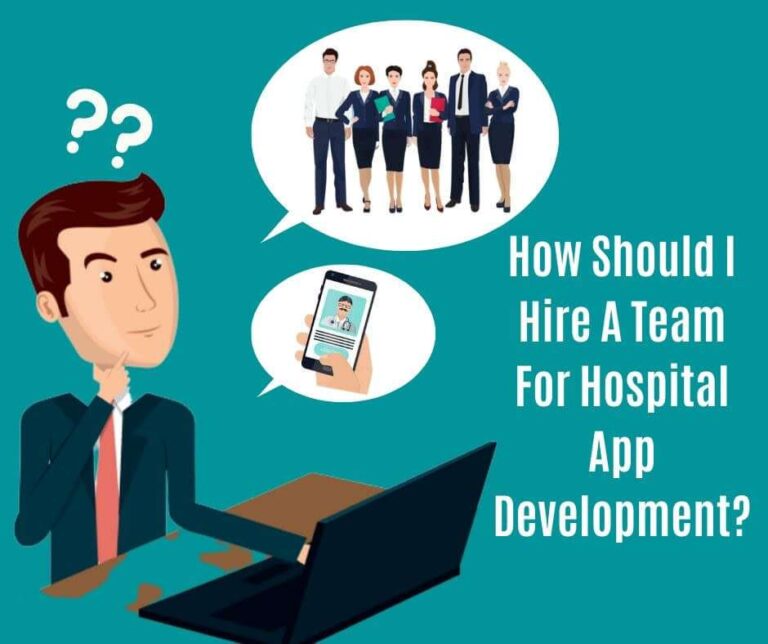 ??
How Should I
Hire A Team
For Hospital
App
Development?